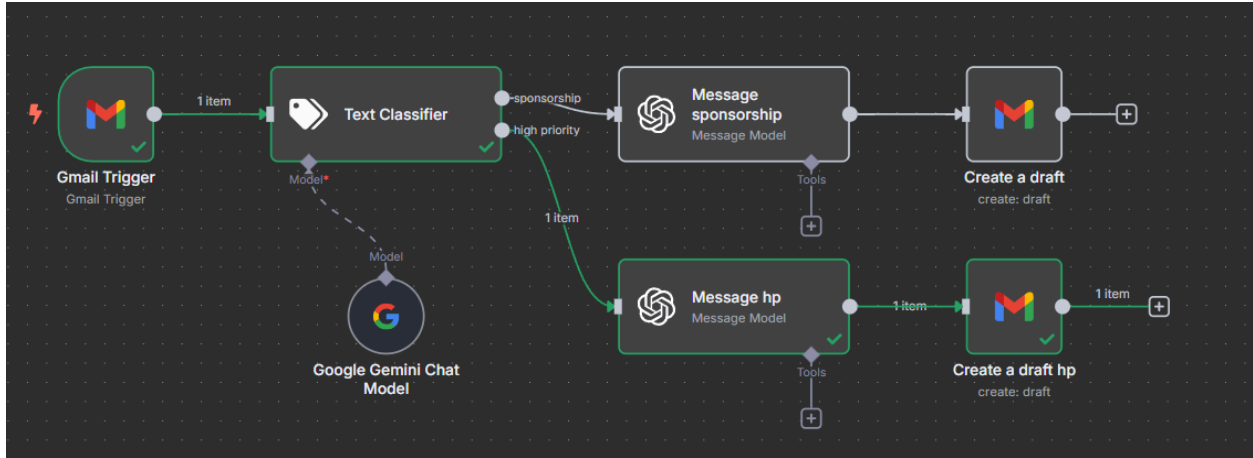 1 item
Text Classifier
sponsorship
high priority
Message
sponsorship
Message Model
Gmail Trigger
Gmail Trigger
Model*
Tools
Create a draft
create: draft
1 item
Model
Google Gemini Chat
Model
Message hp
Message Model
1 item
1 item
Tools
Create a draft hp
create: draft